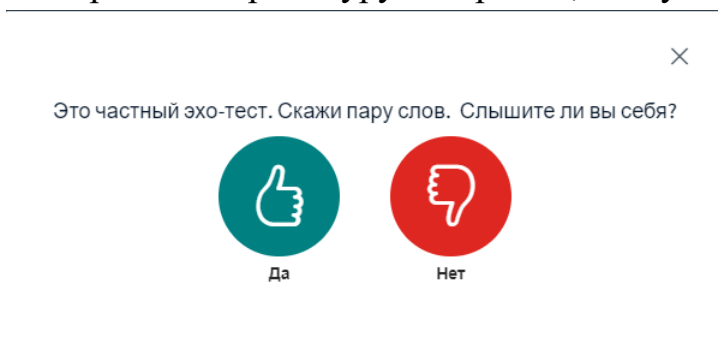 Это частный эхо-тест. Скажи пару слов. Слышите ли вы себя?
Да
Нет